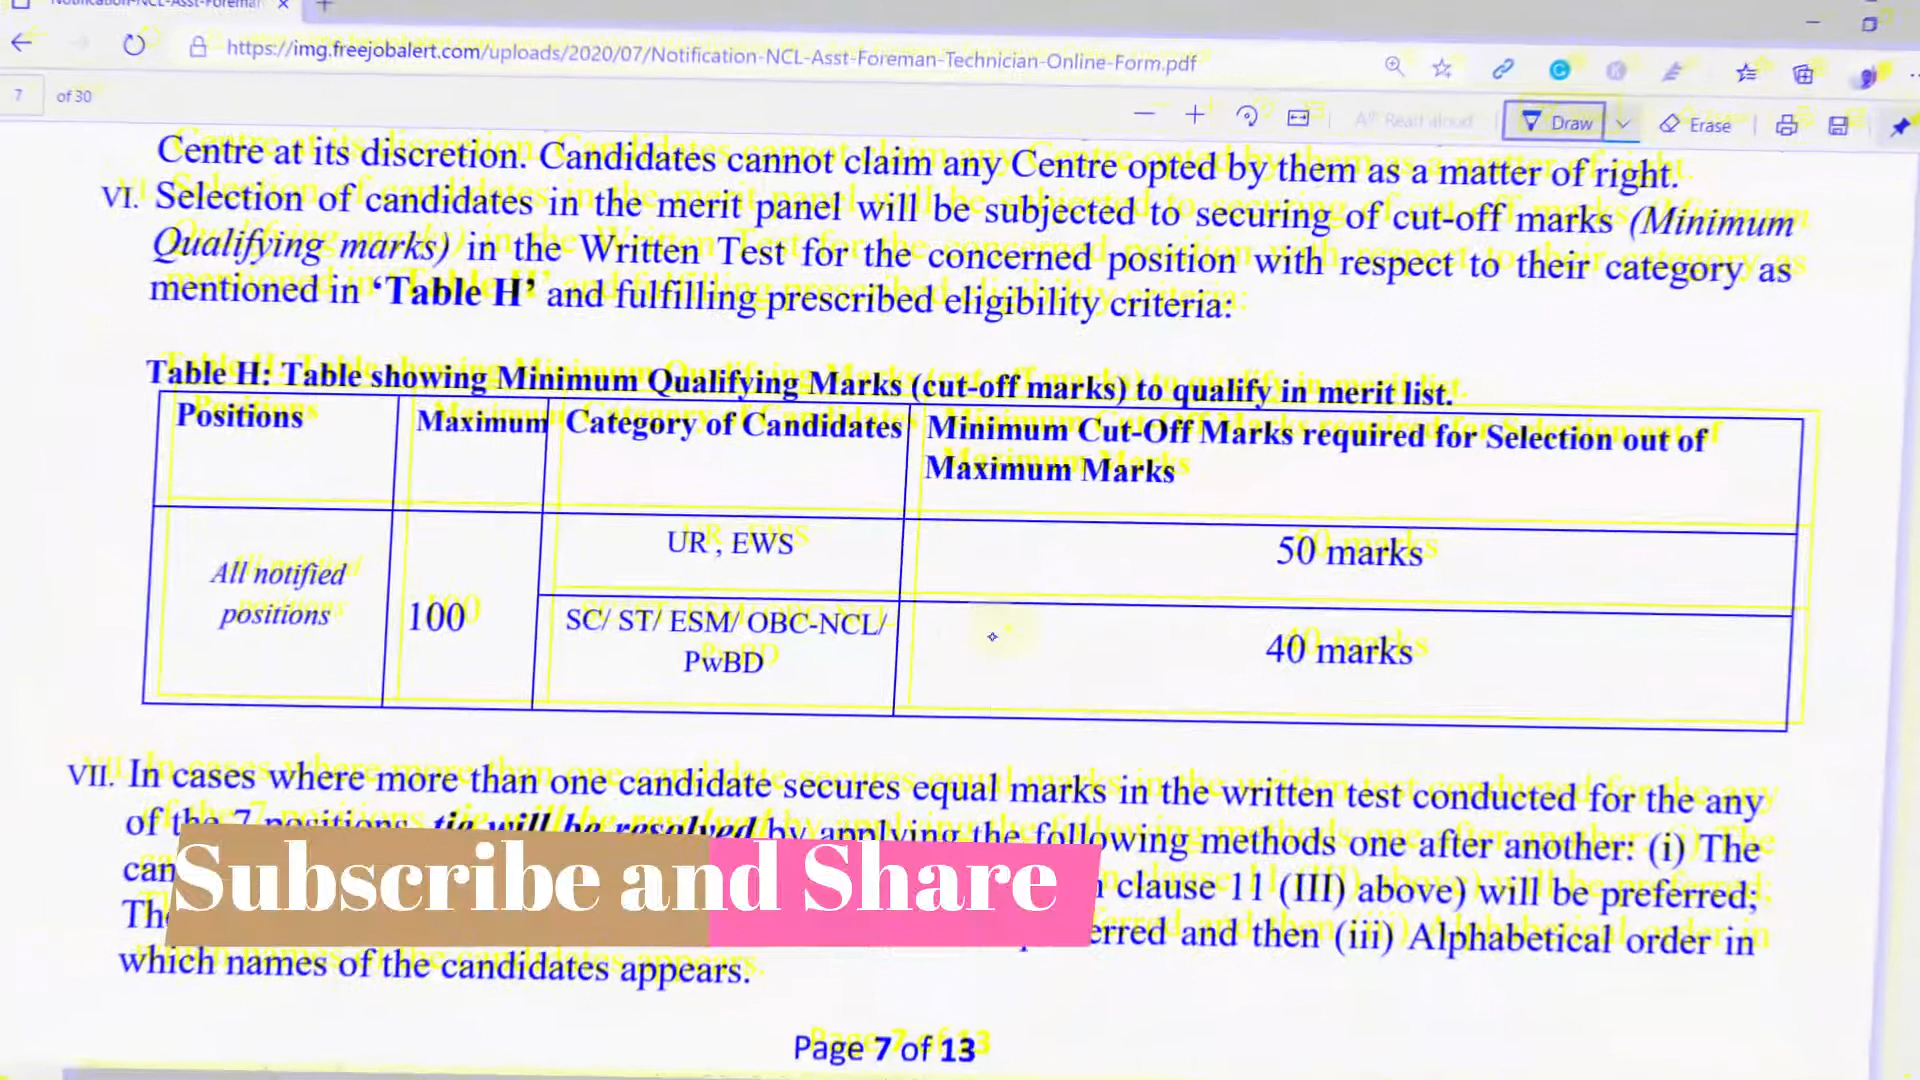 Notification-NCL-Asst-Foreman
https://img.freejobalert.com/uploads/2020/07/Notification-NCL-Asst-Foreman-Technician-Online-Form.pdf
7 of 30
Read aloud
Draw
Erase
Centre at its discretion. Candidates cannot claim any Centre opted by them as a matter of right.
VI. Selection of candidates in the merit panel will be subjected to securing of cut-off marks (Minimum
Qualifying marks) in the Written Test for the concerned position with respect to their category as
mentioned in ‘Table H’ and fulfilling prescribed eligibility criteria:
Table H: Table showing Minimum Qualifying Marks (cut-off marks) to qualify in merit list.
Positions Maximum Category of Candidates Minimum Cut-Off Marks required for Selection out of
Maximum Marks
All notified
positions
100
UR , EWS
50 marks
SC/ ST/ ESM/ OBC-NCL/
PwBD
40 marks
VII. In cases where more than one candidate secures equal marks in the written test conducted for the any
of the 7 positions, tie will be resolved by applying the following methods one after another: (i) The
clause 11 (III) above) will be preferred;
and then (iii) Alphabetical order in
which names of the candidates appears.
Subscribe and Share
Page 7 of 13